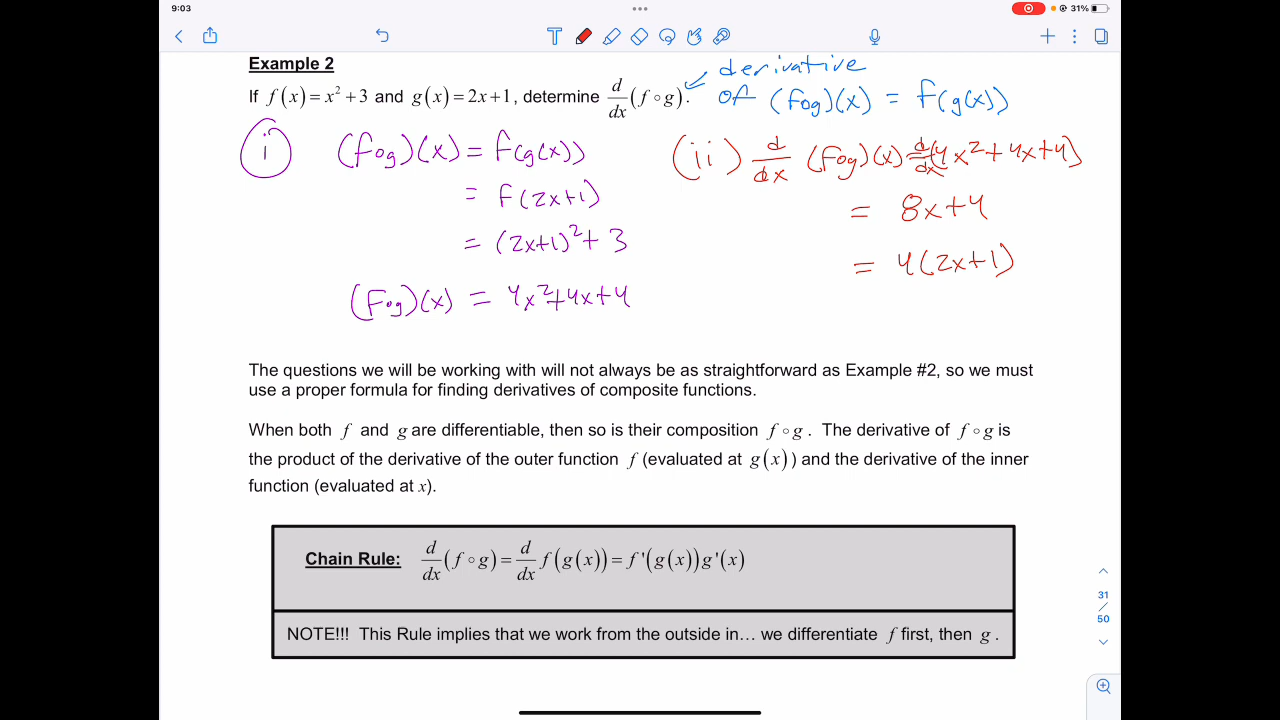 9:03
31%
Example 2
derivative
If f(x) = x² + 3 and g(x) = 2x + 1, determine d/dx (f ∘ g).
of (fog)(x) = f(g(x))
i (fog)(x) = f(g(x))
= f(2x+1)
= (2x+1)² + 3
(fog)(x) = 4x²+4x+4
(ii) d/dx (fog)(x) = d/dx (4x²+4x+4)
= 8x+4
= 4(2x+1)
The questions we will be working with will not always be as straightforward as Example #2, so we must
use a proper formula for finding derivatives of composite functions.
When both f and g are differentiable, then so is their composition f ∘ g. The derivative of f ∘ g is
the product of the derivative of the outer function f (evaluated at g(x)) and the derivative of the inner
function (evaluated at x).
Chain Rule: d/dx (f ∘ g) = d/dx f(g(x)) = f'(g(x))g'(x)
NOTE!!! This Rule implies that we work from the outside in… we differentiate f first, then g.
31
/
50